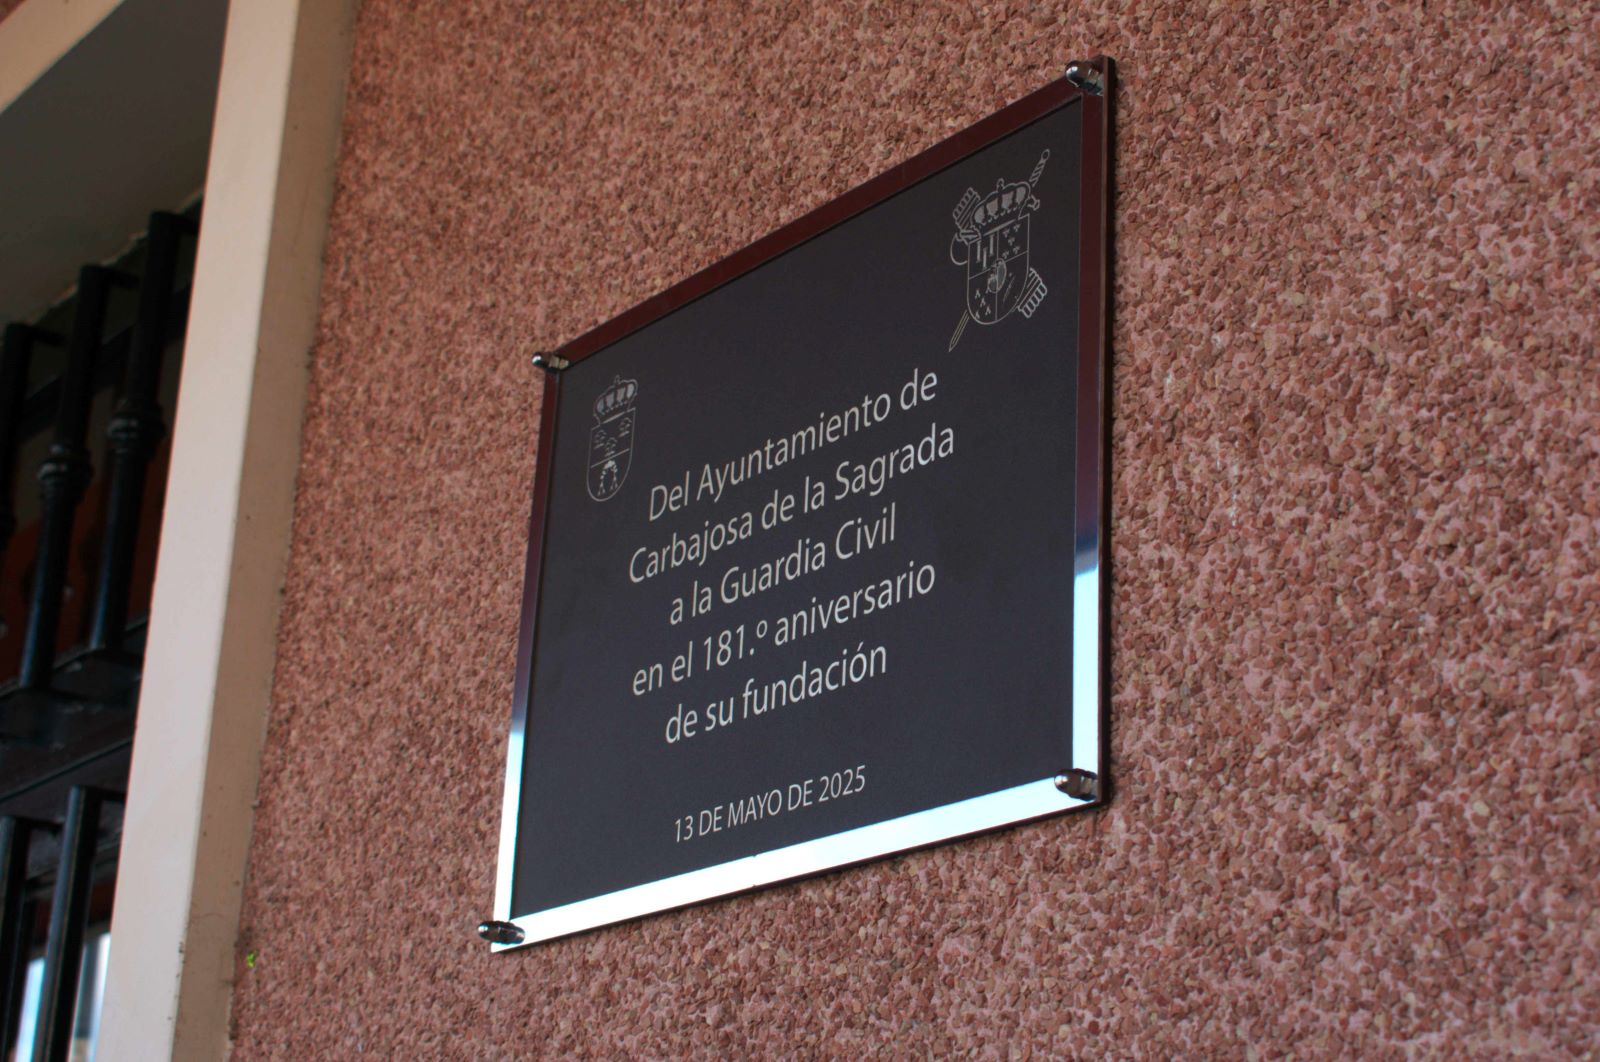 Del Ayuntamiento de
Carbajosa de la Sagrada
a la Guardia Civil
en el 181.º aniversario
de su fundación
13 DE MAYO DE 2025